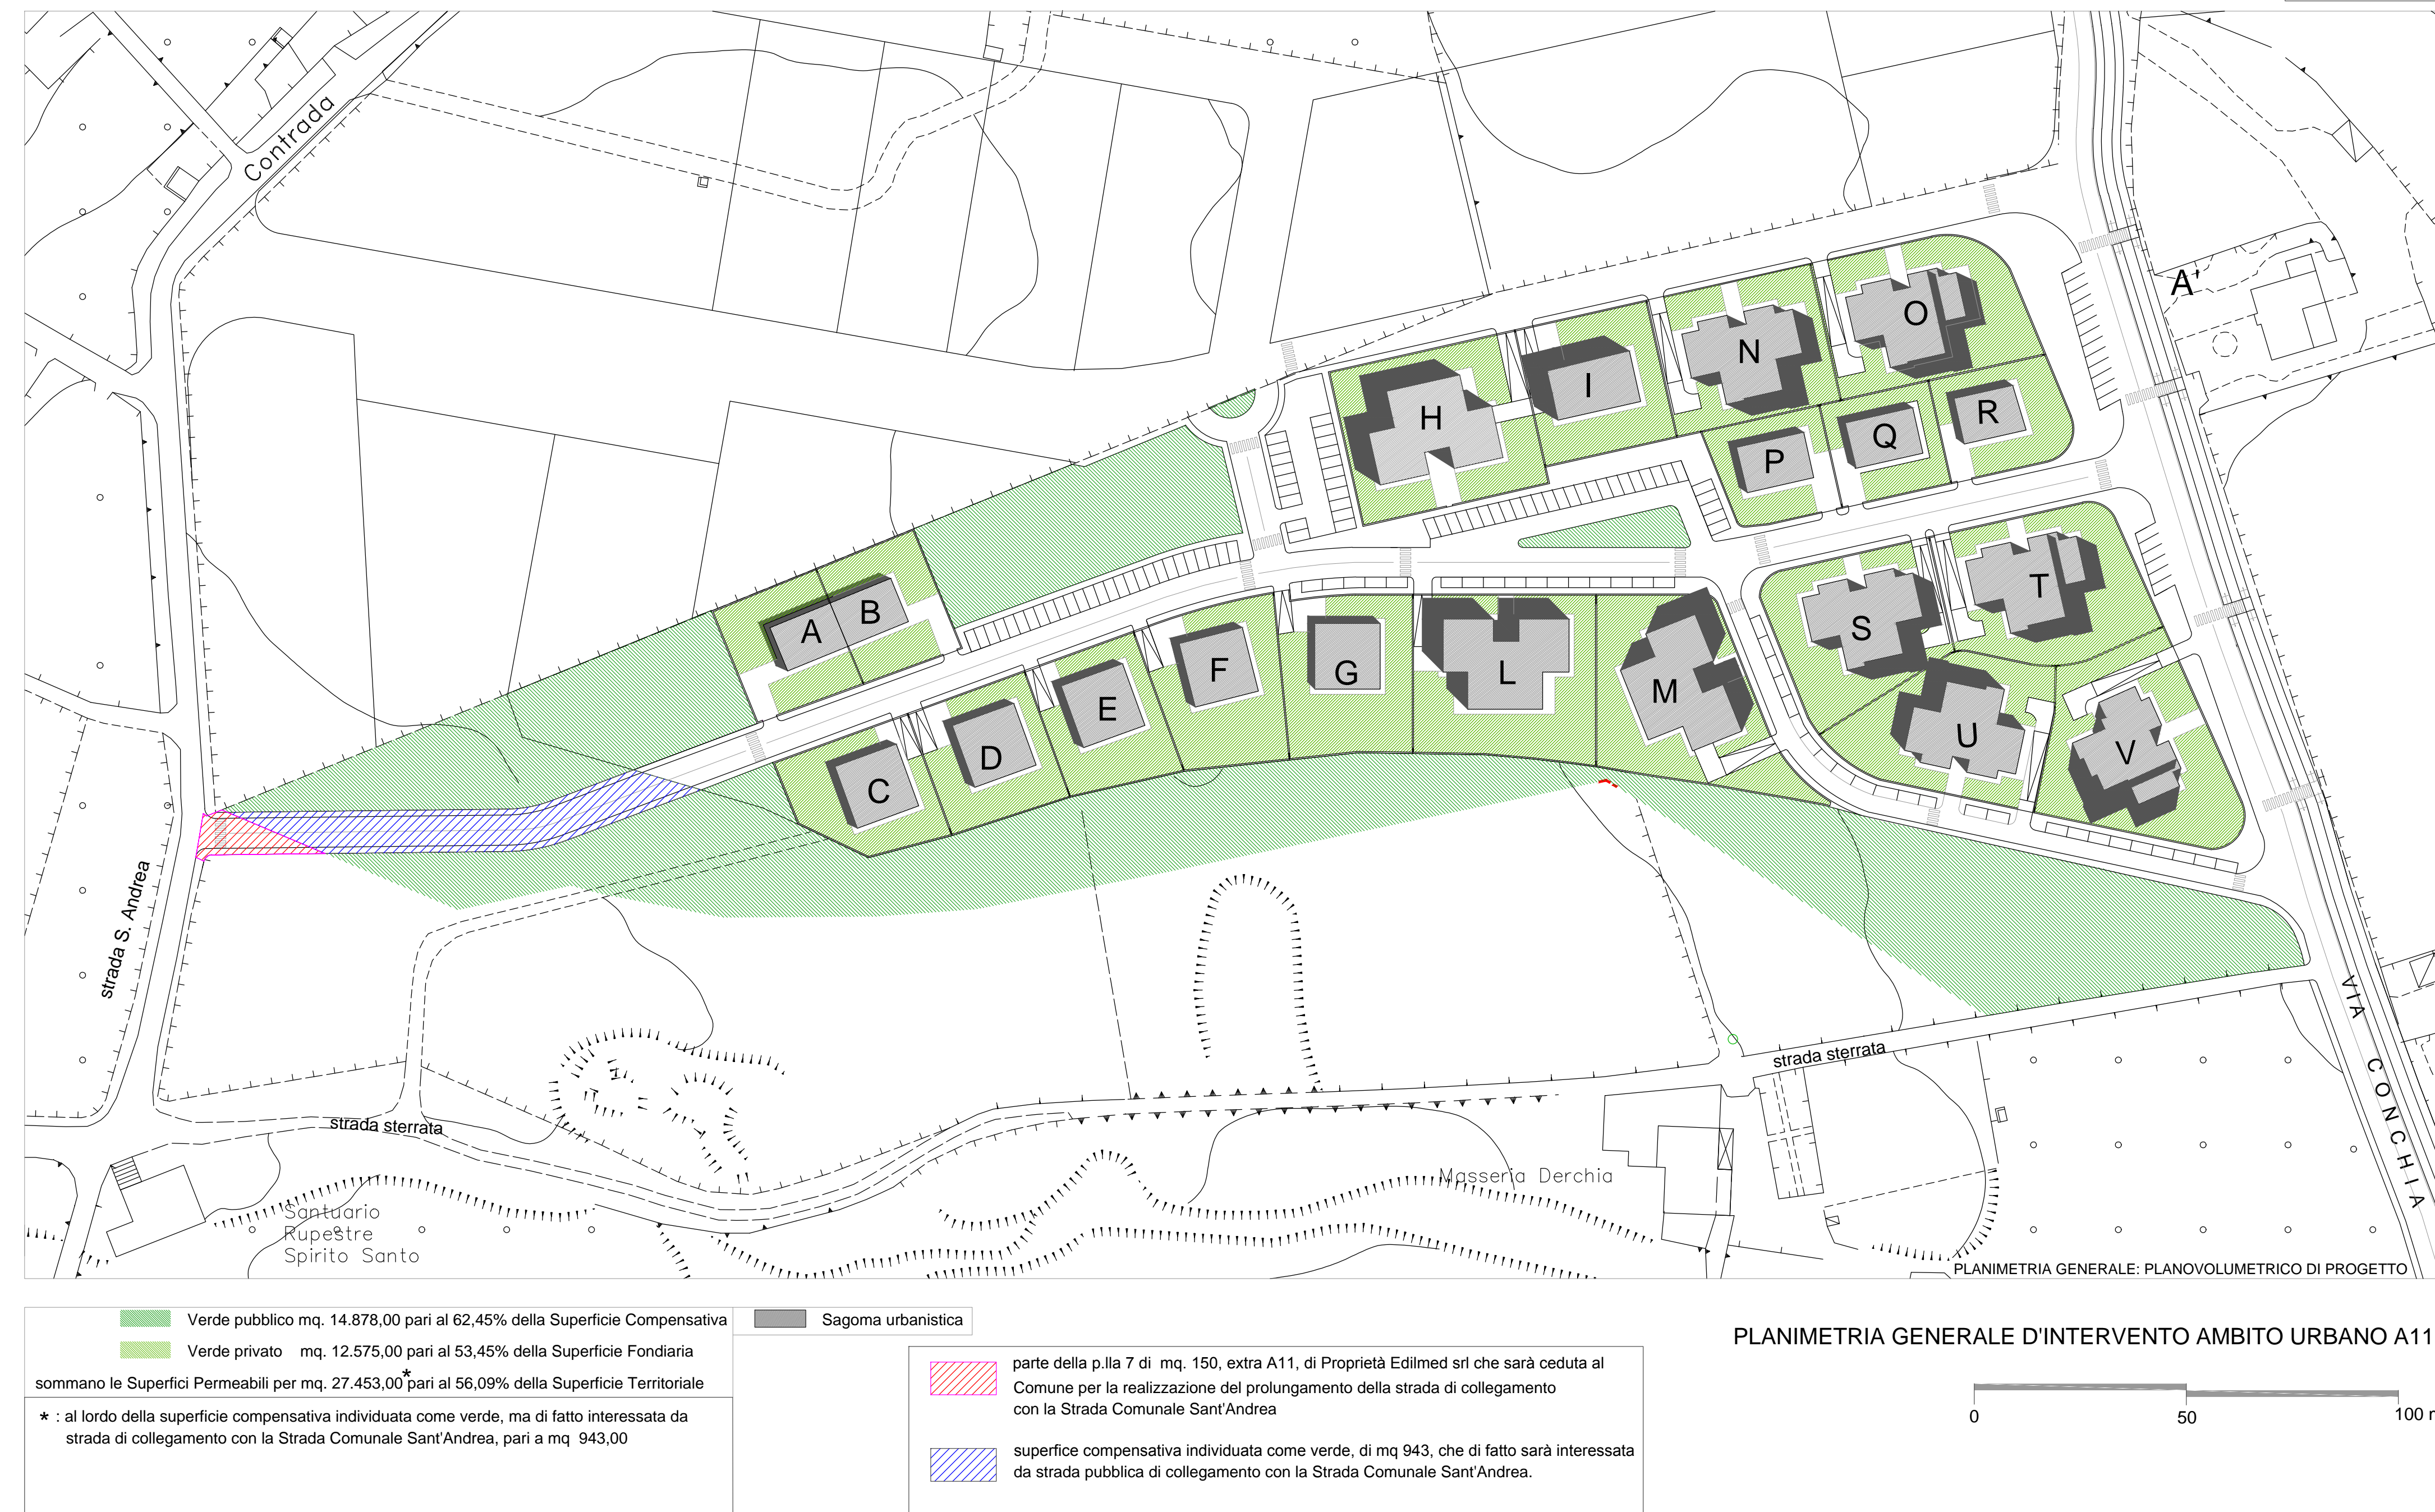 Contrada
A'
O
N
I
H
R
Q
P
T
S
B
A
F
G
L
M
E
D
C
U
V
strada S. Andrea
VIA CONCHIA
strada sterrata
strada sterrata
Masseria Derchia
Santuario
Rupestre
Spirito Santo
PLANIMETRIA GENERALE: PLANOVOLUMETRICO DI PROGETTO
Verde pubblico mq. 14.878,00 pari al 62,45% della Superficie Compensativa
Verde privato mq. 12.575,00 pari al 53,45% della Superficie Fondiaria
sommano le Superfici Permeabili per mq. 27.453,00* pari al 56,09% della Superficie Territoriale
* : al lordo della superficie compensativa individuata come verde, ma di fatto interessata da
strada di collegamento con la Strada Comunale Sant'Andrea, pari a mq 943,00
Sagoma urbanistica
parte della p.lla 7 di mq. 150, extra A11, di Proprietà Edilmed srl che sarà ceduta al
Comune per la realizzazione del prolungamento della strada di collegamento
con la Strada Comunale Sant'Andrea
superfice compensativa individuata come verde, di mq 943, che di fatto sarà interessata
da strada pubblica di collegamento con la Strada Comunale Sant'Andrea.
PLANIMETRIA GENERALE D'INTERVENTO AMBITO URBANO A11
0 50 100